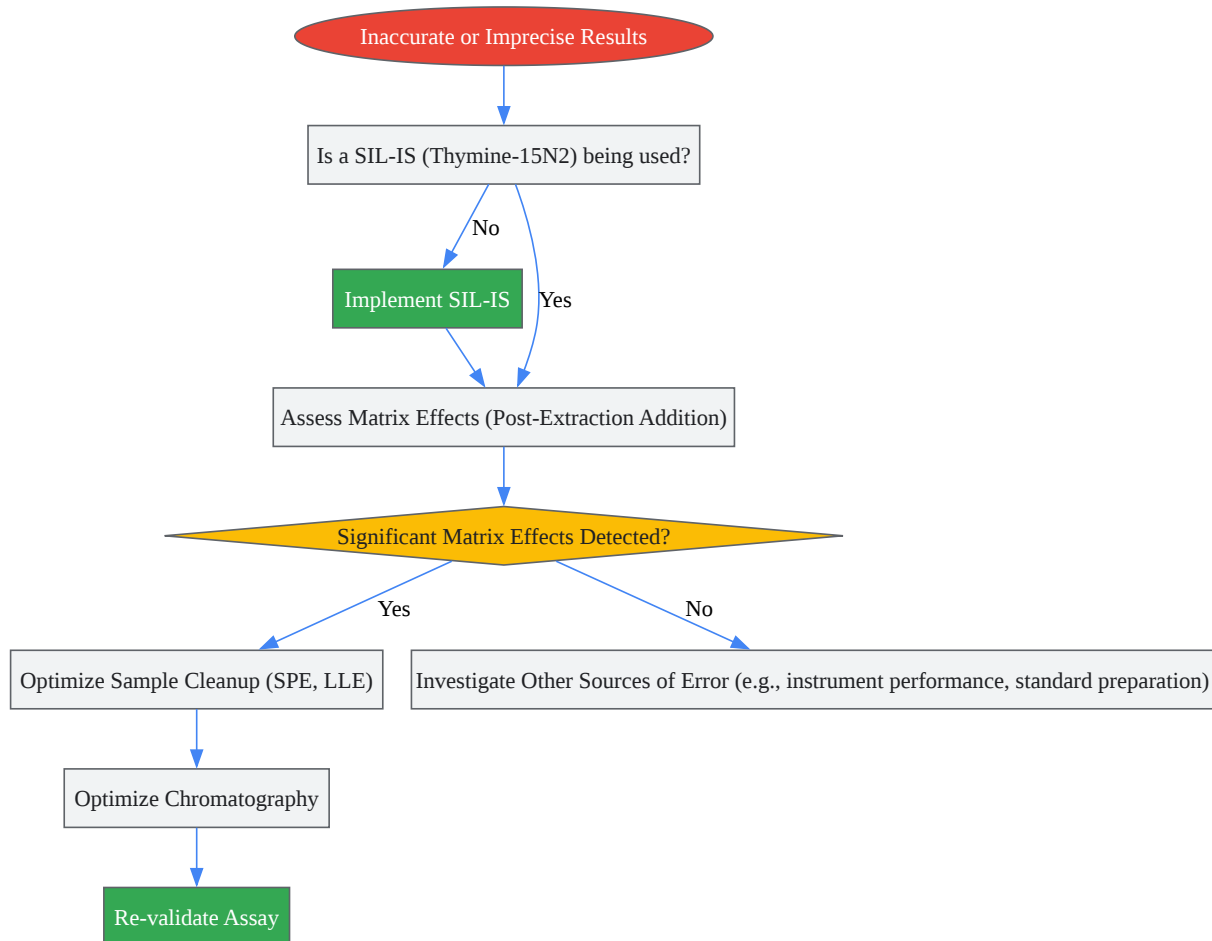 Inaccurate or Imprecise Results
Is a SIL-IS (Thymine-15N2) being used?
No
Implement SIL-IS
Yes
Assess Matrix Effects (Post-Extraction Addition)
Significant Matrix Effects Detected?
Yes
No
Optimize Sample Cleanup (SPE, LLE)
Investigate Other Sources of Error (e.g., instrument performance, standard preparation)
Optimize Chromatography
Re-validate Assay